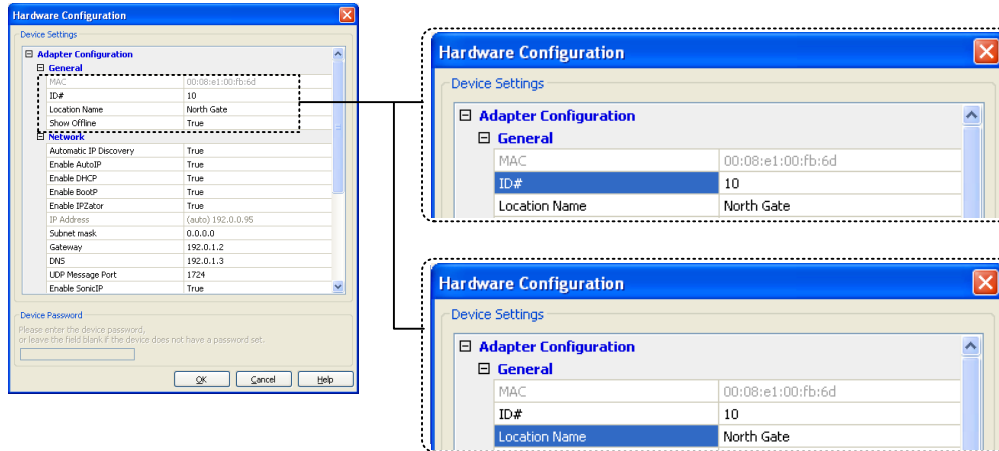 Hardware Configuration
Device Settings
Adapter Configuration
General
MAC 00:08:e1:00:fb:6d
ID# 10
Location Name North Gate
Show Offline True
Network
Automatic IP Discovery True
Enable AutoIP True
Enable DHCP True
Enable BootP True
Enable IPZator True
IP Address (auto) 192.0.0.95
Subnet mask 0.0.0.0
Gateway 192.0.1.2
DNS 192.0.1.3
UDP Message Port 1724
Enable SonicIP True
Device Password
Please enter the device password,
or leave the field blank if the device does not have a password set.
OK Cancel Help
Hardware Configuration
Device Settings
Adapter Configuration
General
MAC 00:08:e1:00:fb:6d
ID# 10
Location Name North Gate
Hardware Configuration
Device Settings
Adapter Configuration
General
MAC 00:08:e1:00:fb:6d
ID# 10
Location Name North Gate